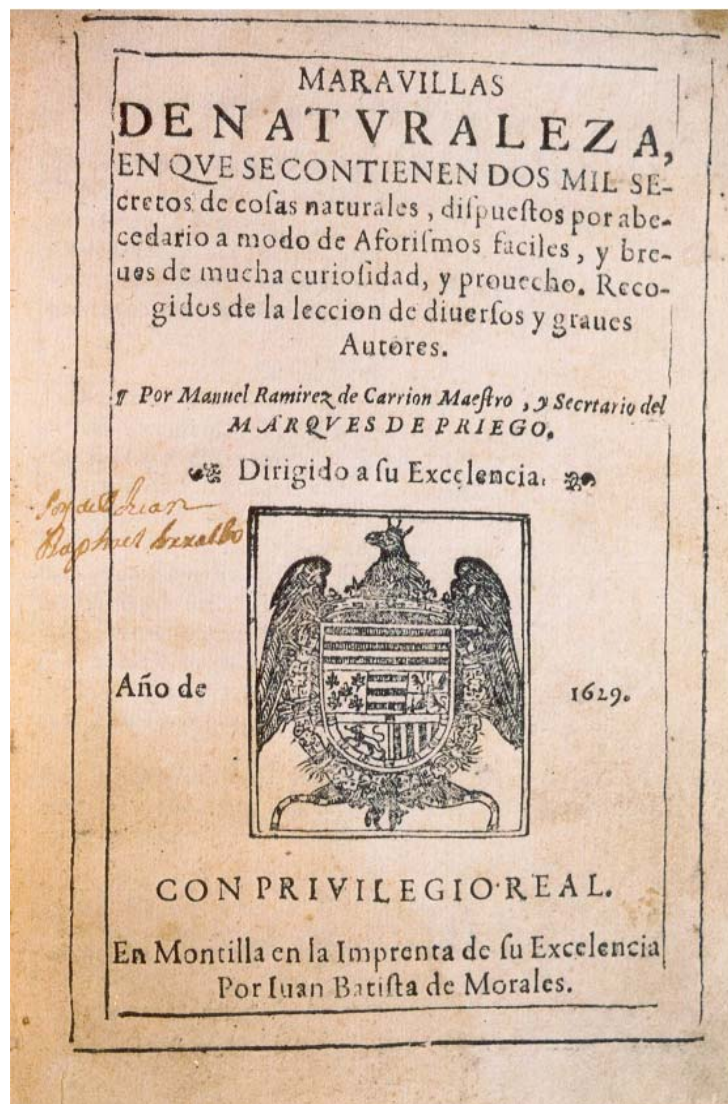 MARAVILLAS
DE NATVRALEZA,
EN QVE SE CONTIENEN DOS MIL SE-
cretos de coſas naturales, diſpueſtos por abe-
cedario a modo de Aforiſmos faciles, y bre-
ues de mucha curioſidad, y prouecho. Reco-
gidos de la leccion de diuerſos y graues
Autores.
¶ Por Manuel Ramirez de Carrion Maeſtro, y Secrtario del
MARQVES DE PRIEGO.
Dirigido a ſu Excelencia.
Juan
Raphael
Año de 1629.
CON PRIVILEGIO REAL.
En Montilla en la Imprenta de ſu Excelencia
Por Iuan Batiſta de Morales.